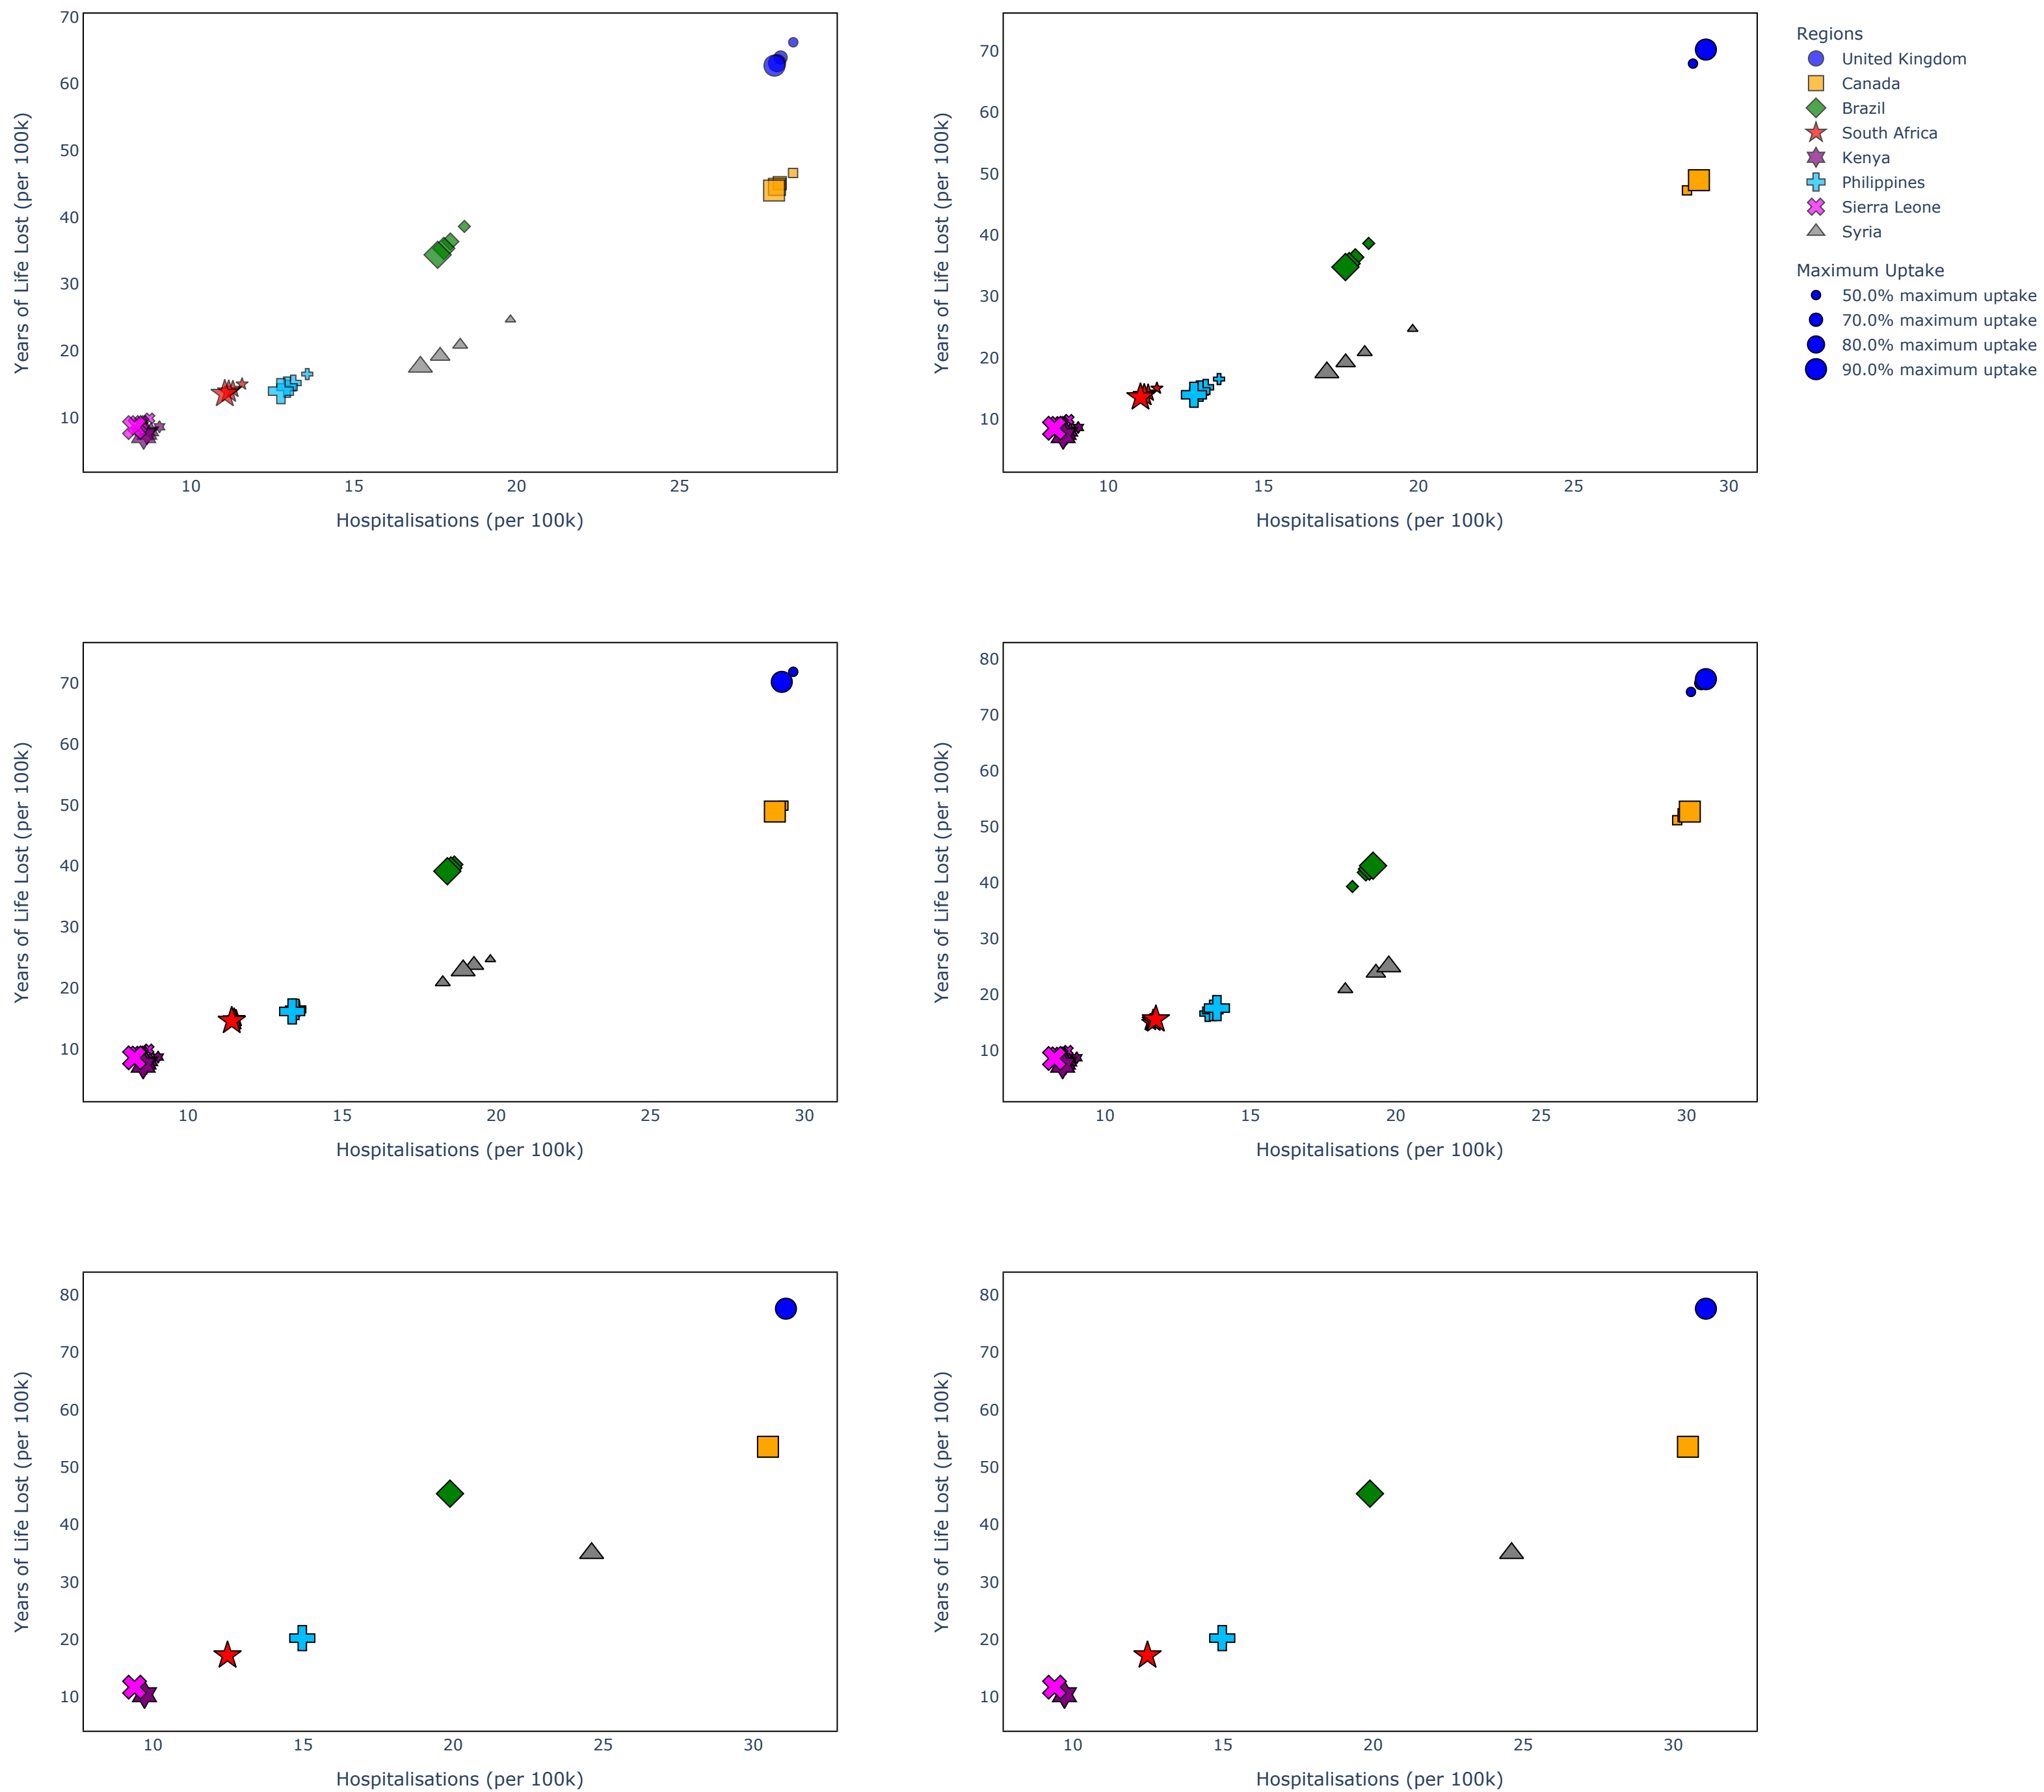 70
60
50
40
30
20
10
Years of Life Lost (per 100k)
10 15 20 25
Hospitalisations (per 100k)
70
60
50
40
30
20
10
Years of Life Lost (per 100k)
10 15 20 25 30
Hospitalisations (per 100k)
Regions
United Kingdom
Canada
Brazil
South Africa
Kenya
Philippines
Sierra Leone
Syria
Maximum Uptake
50.0% maximum uptake
70.0% maximum uptake
80.0% maximum uptake
90.0% maximum uptake
70
60
50
40
30
20
10
Years of Life Lost (per 100k)
10 15 20 25 30
Hospitalisations (per 100k)
80
70
60
50
40
30
20
10
Years of Life Lost (per 100k)
10 15 20 25 30
Hospitalisations (per 100k)
80
70
60
50
40
30
20
10
Years of Life Lost (per 100k)
10 15 20 25 30
Hospitalisations (per 100k)
80
70
60
50
40
30
20
10
Years of Life Lost (per 100k)
10 15 20 25 30
Hospitalisations (per 100k)